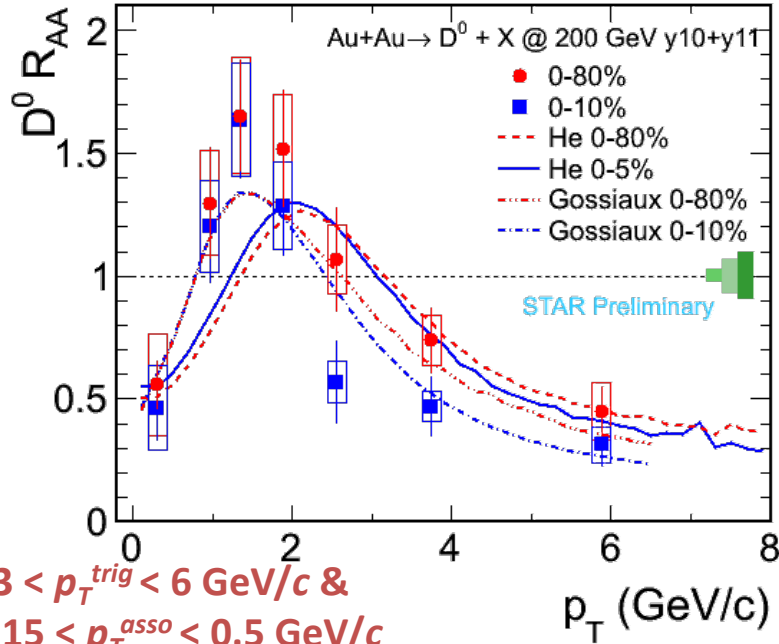 Au+Au→ D⁰ + X @ 200 GeV y10+y11
0-80%
0-10%
He 0-80%
He 0-5%
Gossiaux 0-80%
Gossiaux 0-10%
STAR Preliminary
D⁰ R_AA
2
1.5
1
0.5
0
0 2 4 6 8
p_T (GeV/c)
3 < p_T^trig < 6 GeV/c &
15 < p_T^asso < 0.5 GeV/c